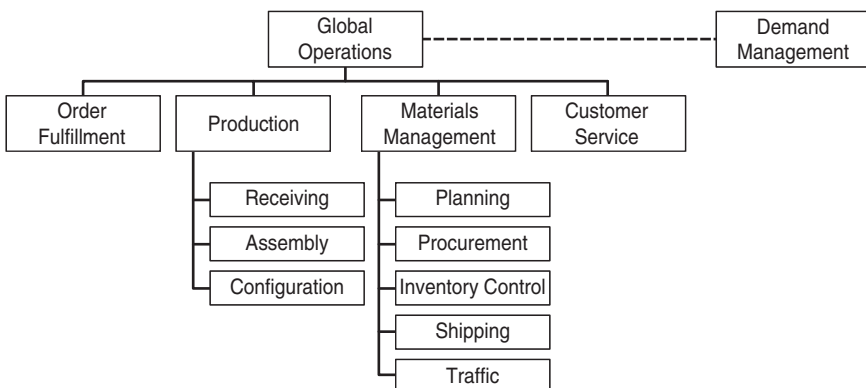 Global
Operations
Demand
Management
Order
Fulfillment
Production
Materials
Management
Customer
Service
Receiving
Assembly
Configuration
Planning
Procurement
Inventory Control
Shipping
Traffic